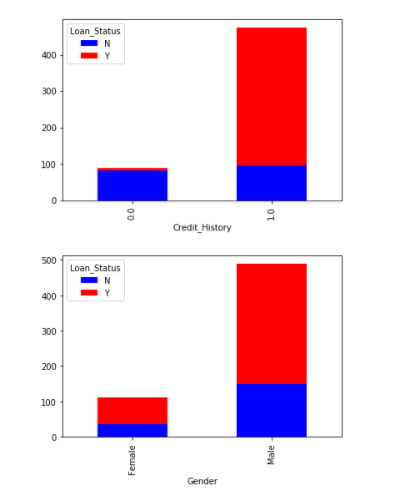 Loan_Status
N
Y
400
300
200
100
0
0.0
1.0
Credit_History
Loan_Status
N
Y
500
400
300
200
100
0
Female
Male
Gender